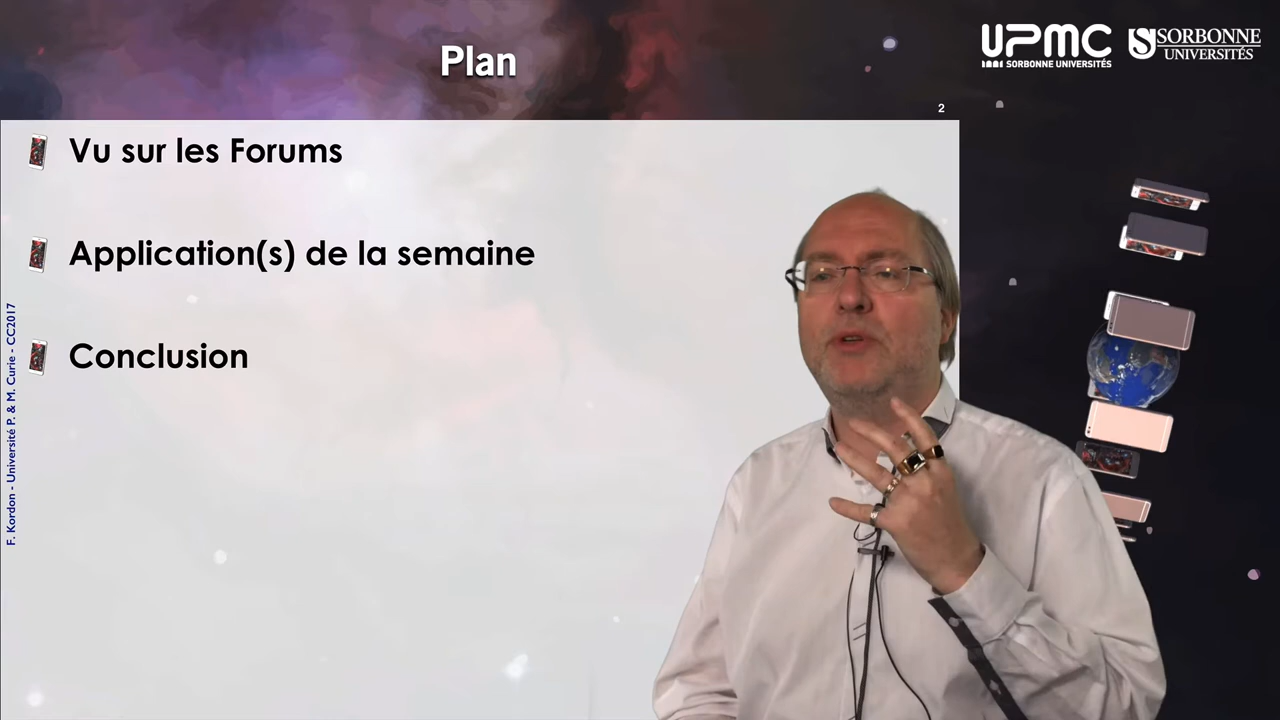 Plan
UPMC
SORBONNE UNIVERSITÉS
SORBONNE
UNIVERSITÉS
2
Vu sur les Forums
Application(s) de la semaine
Conclusion
F. Kordon - Université P. & M. Curie - CC2017